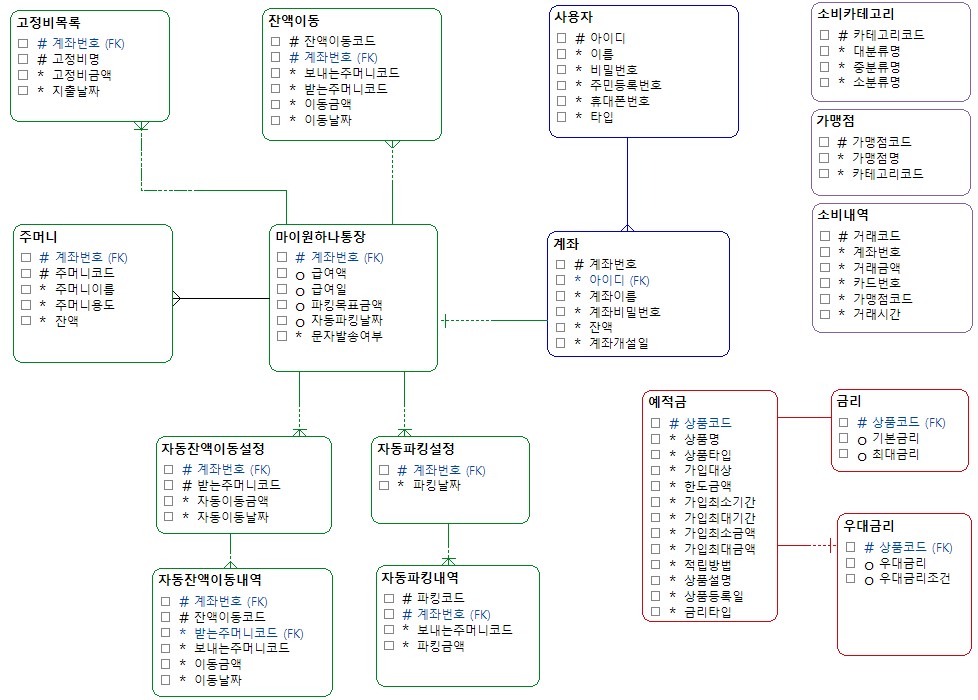 고정비목록
# 계좌번호 (FK)
# 고정비명
* 고정비금액
* 지출날짜
잔액이동
# 잔액이동코드
# 계좌번호 (FK)
* 보내는주머니코드
* 받는주머니코드
* 이동금액
* 이동날짜
사용자
# 아이디
* 이름
* 비밀번호
* 주민등록번호
* 휴대폰번호
* 타입
소비카테고리
# 카테고리코드
* 대분류명
* 중분류명
* 소분류명
가맹점
# 가맹점코드
* 가맹점명
* 카테고리코드
주머니
# 계좌번호 (FK)
# 주머니코드
* 주머니이름
* 주머니용도
* 잔액
마이원하나통장
# 계좌번호 (FK)
o 급여액
o 급여일
o 파킹목표금액
o 자동파킹날짜
* 문자발송여부
계좌
# 계좌번호
* 아이디 (FK)
* 계좌이름
* 계좌비밀번호
* 잔액
* 계좌개설일
소비내역
# 거래코드
* 계좌번호
* 거래금액
* 카드번호
* 가맹점코드
* 거래시간
자동잔액이동설정
# 계좌번호 (FK)
# 받는주머니코드
* 자동이동금액
* 자동이동날짜
자동파킹설정
# 계좌번호 (FK)
* 파킹날짜
예적금
# 상품코드
* 상품명
* 상품타입
* 가입대상
* 한도금액
* 가입최소기간
* 가입최대기간
* 가입최소금액
* 가입최대금액
* 적립방법
* 상품설명
* 상품등록일
* 금리타입
금리
# 상품코드 (FK)
o 기본금리
o 최대금리
우대금리
# 상품코드 (FK)
o 우대금리
o 우대금리조건
자동잔액이동내역
# 계좌번호 (FK)
# 잔액이동코드
* 받는주머니코드 (FK)
* 보내는주머니코드
* 이동금액
* 이동날짜
자동파킹내역
# 파킹코드
# 계좌번호 (FK)
* 보내는주머니코드
* 파킹금액